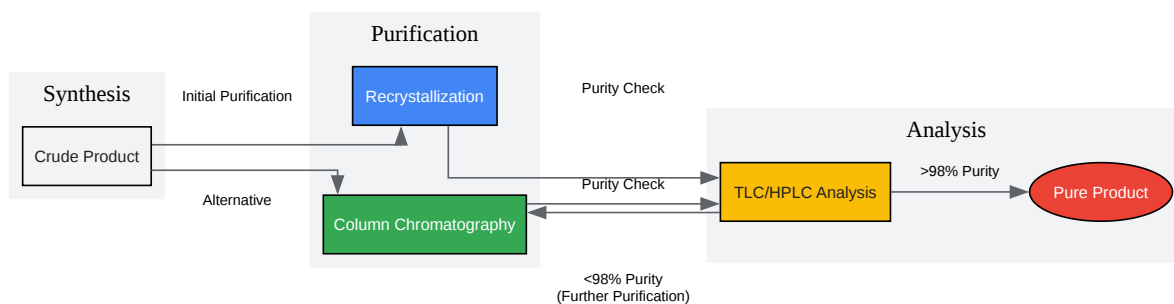 Synthesis
Crude Product
Initial Purification
Alternative
Purification
Recrystallization
Column Chromatography
Purity Check
Purity Check
<98% Purity
(Further Purification)
Analysis
TLC/HPLC Analysis
>98% Purity
Pure Product